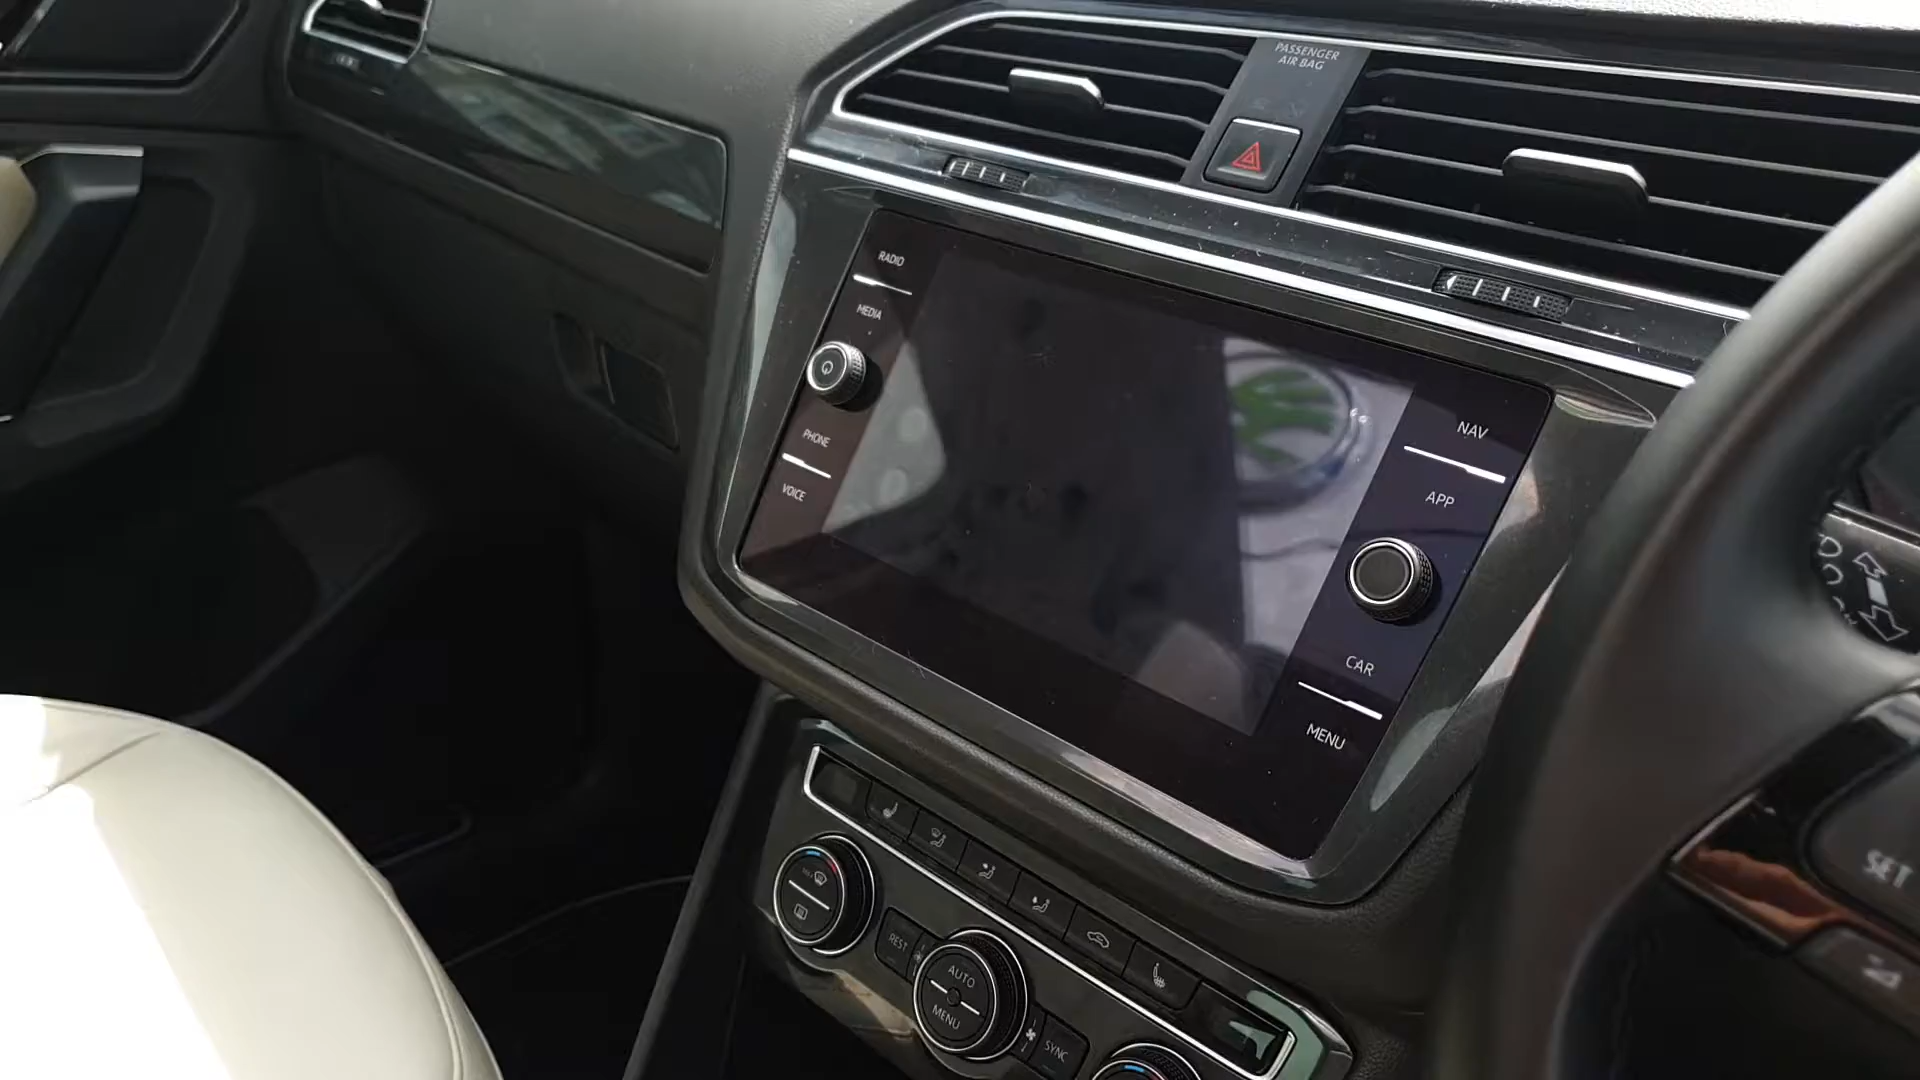 PASSENGER
AIR BAG
RADIO
MEDIA
PHONE
VOICE
NAV
APP
CAR
MENU
REST
AUTO
MENU
SYNC
SET